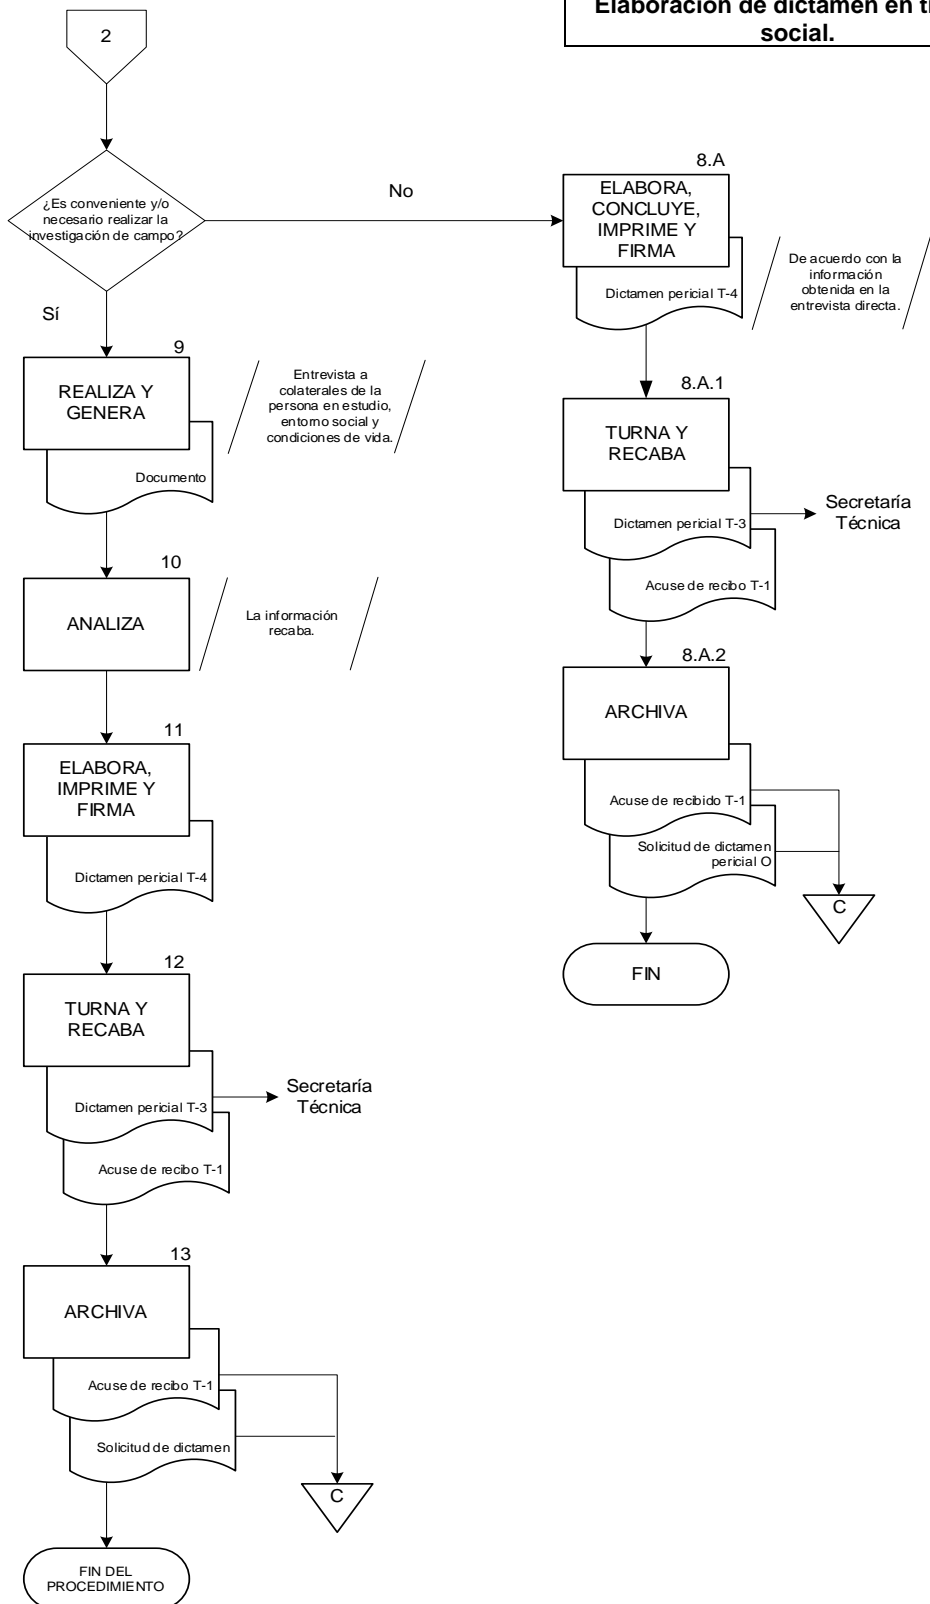 Elaboración de dictamen en
social.
2
¿Es conveniente y/o
necesario realizar la
investigación de campo?
No
Sí
8.A
ELABORA,
CONCLUYE,
IMPRIME Y
FIRMA
Dictamen pericial T-4
De acuerdo con la
información
obtenida en la
entrevista directa.
8.A.1
TURNA Y
RECABA
Dictamen pericial T-3
Acuse de recibo T-1
Secretaría
Técnica
8.A.2
ARCHIVA
Acuse de recibido T-1
Solicitud de dictamen
pericial O
C
FIN
9
REALIZA Y
GENERA
Documento
Entrevista a
colaterales de la
persona en estudio,
entorno social y
condiciones de vida.
10
ANALIZA
La información
recaba.
11
ELABORA,
IMPRIME Y
FIRMA
Dictamen pericial T-4
12
TURNA Y
RECABA
Dictamen pericial T-3
Acuse de recibo T-1
Secretaría
Técnica
13
ARCHIVA
Acuse de recibo T-1
Solicitud de dictamen
C
FIN DEL
PROCEDIMIENTO